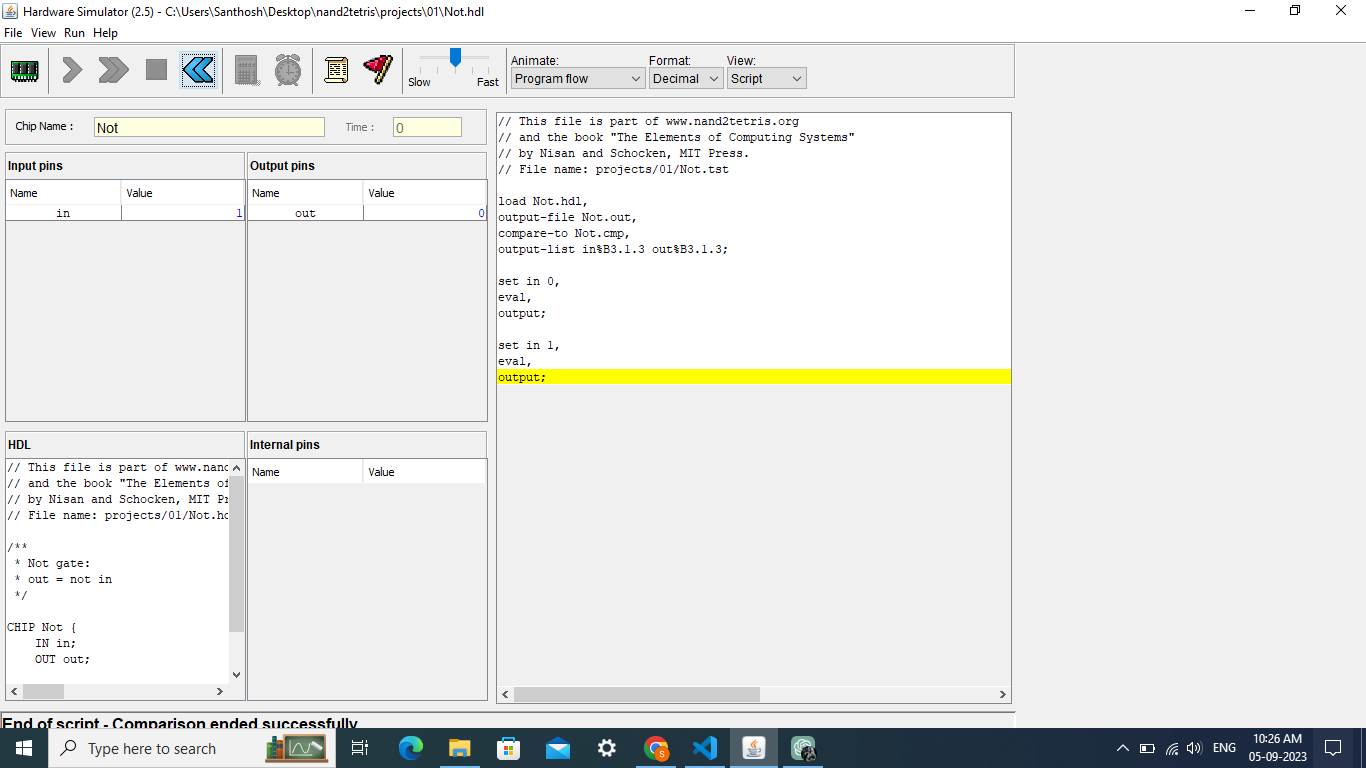 Hardware Simulator (2.5) - C:\Users\Santhosh\Desktop\nand2tetris\projects\01\Not.hdl
File View Run Help
Slow Fast
Animate: Format: View:
Program flow Decimal Script
Chip Name : Not Time : 0
Input pins Output pins
Name Value Name Value
in 1 out 0
// This file is part of www.nandtetris.org
// and the book "The Elements of Computing Systems"
// by Nisan and Schocken, MIT Press.
// File name: projects/01/Not.tst
load Not.hdl,
output-file Not.out,
compare-to Not.cmp,
output-list in%B3.1.3 out%B3.1.3;
set in 0,
eval,
output;
set in 1,
eval,
output;
HDL
// This file is part of www.nand
// and the book "The Elements of
// by Nisan and Schocken, MIT Pr
// File name: projects/01/Not.hd
/**
* Not gate:
* out = not in
*/
CHIP Not {
IN in;
OUT out;
Internal pins
Name Value
End of script - Comparison ended successfully
Type here to search
S
ENG
10:26 AM
05-09-2023